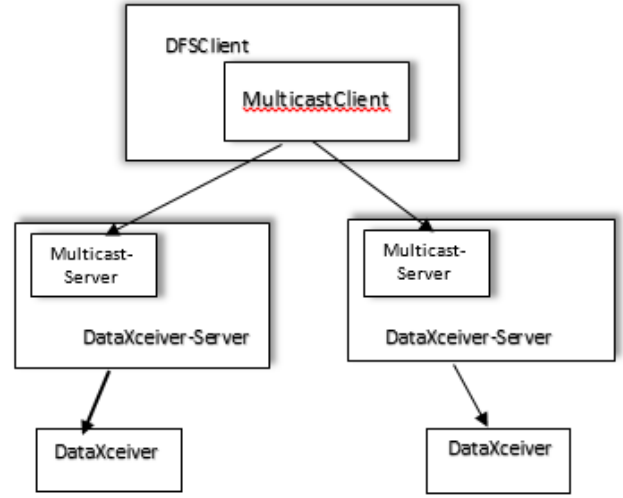 DFSClient
MulticastClient
Multicast-
Server
DataXceiver-Server
Multicast-
Server
DataXceiver-Server
DataXceiver
DataXceiver